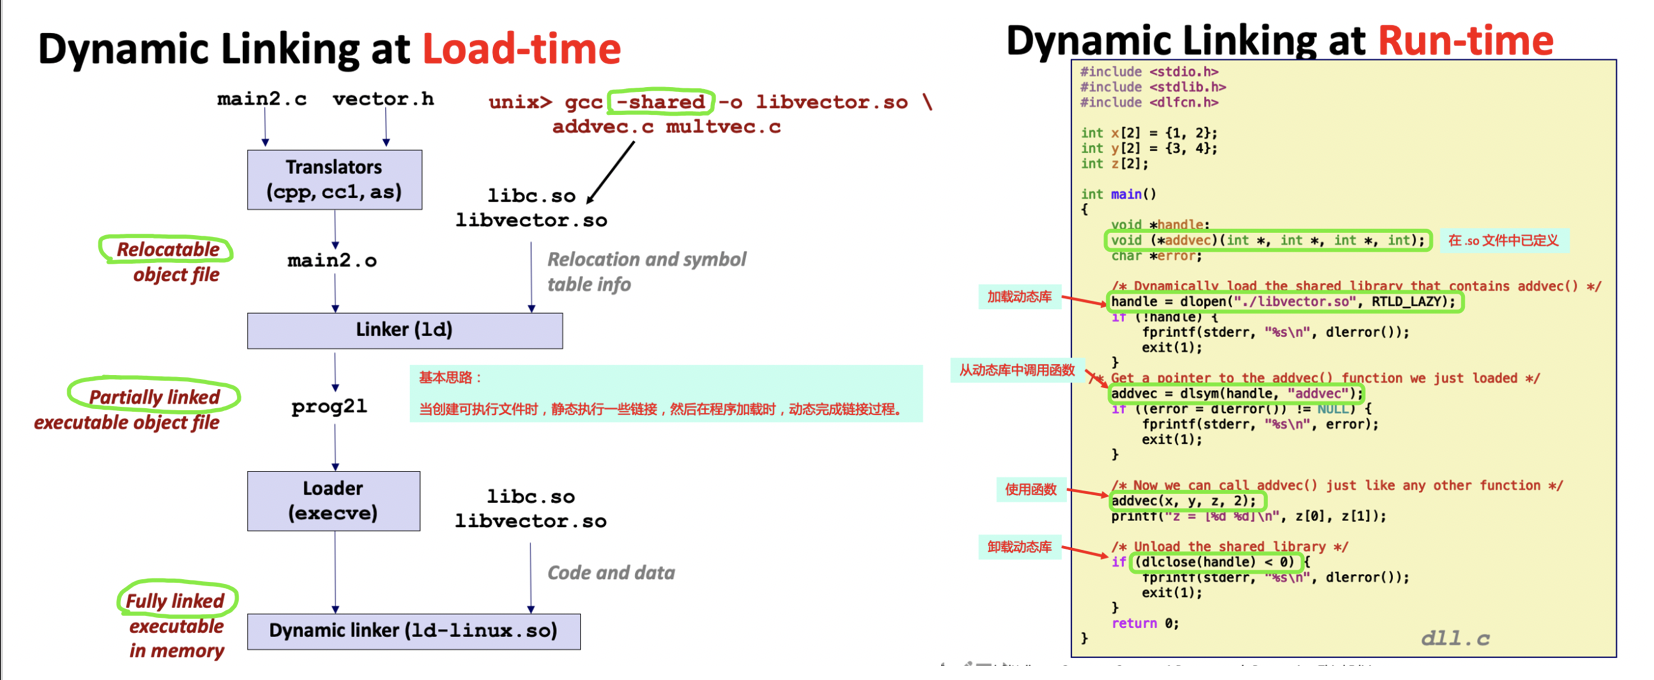 Dynamic Linking at Load-time
main2.c vector.h
unix> gcc -shared -o libvector.so \
addvec.c multvec.c
Translators
(cpp, cc1, as)
libc.so
libvector.so
Relocatable
object file
main2.o
Relocation and symbol
table info
Linker (ld)
Partially linked
executable object file
prog2l
基本思路：
当创建可执行文件时，静态执行一些链接，然后在程序加载时，动态完成链接过程。
Loader
(execve)
libc.so
libvector.so
Code and data
Fully linked
executable
in memory
Dynamic linker (ld-linux.so)
Dynamic Linking at Run-time
#include <stdio.h>
#include <stdlib.h>
#include <dlfcn.h>
int x[2] = {1, 2};
int y[2] = {3, 4};
int z[2];
int main()
{
void *handle;
void (*addvec)(int *, int *, int *, int);
在 .so 文件中已定义
char *error;
/* Dynamically load the shared library that contains addvec() */
加载动态库
handle = dlopen("./libvector.so", RTLD_LAZY);
if (!handle) {
fprintf(stderr, "%s\n", dlerror());
exit(1);
}
从动态库中调用函数
/* Get a pointer to the addvec() function we just loaded */
addvec = dlsym(handle, "addvec");
if ((error = dlerror()) != NULL) {
fprintf(stderr, "%s\n", error);
exit(1);
}
/* Now we can call addvec() just like any other function */
使用函数
addvec(x, y, z, 2);
printf("z = [%d %d]\n", z[0], z[1]);
/* Unload the shared library */
卸载动态库
if (dlclose(handle) < 0) {
fprintf(stderr, "%s\n", dlerror());
exit(1);
}
return 0;
}
dll.c